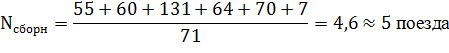 N_сборн = (55 + 60 + 131 + 64 + 70 + 7) / 71 = 4,6 ≈ 5 поезда